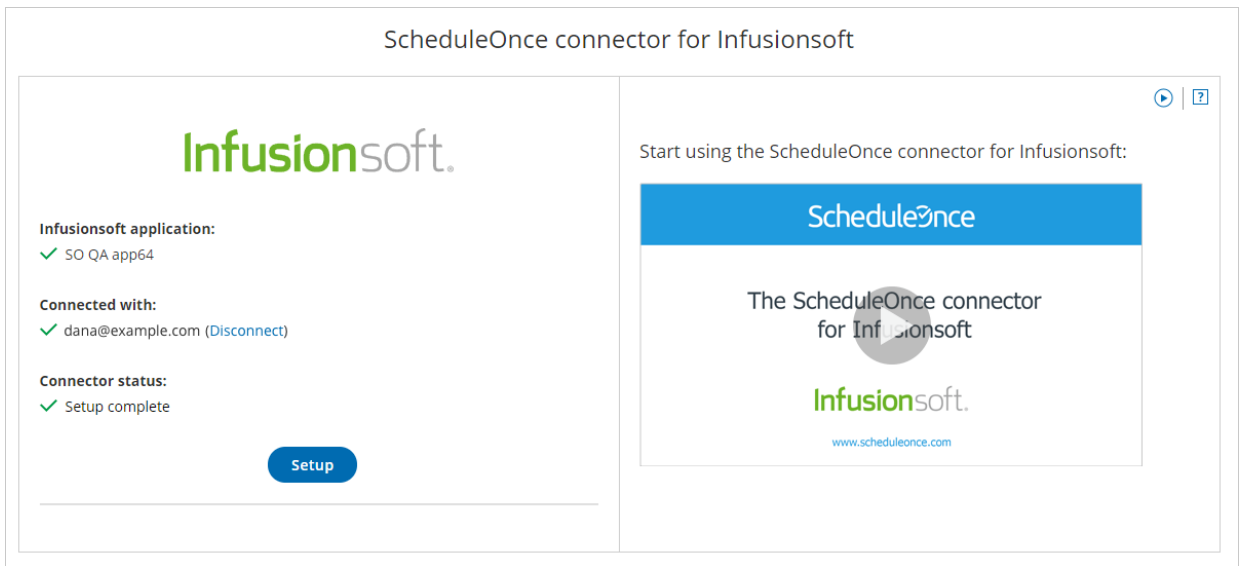 ScheduleOnce connector for Infusionsoft
Infusionsoft.
Infusionsoft application:
SO QA app64
Connected with:
dana@example.com (Disconnect)
Connector status:
Setup complete
Setup
?
Start using the ScheduleOnce connector for Infusionsoft:
ScheduleOnce
The ScheduleOnce connector
for Infusionsoft
Infusionsoft.
www.scheduleonce.com